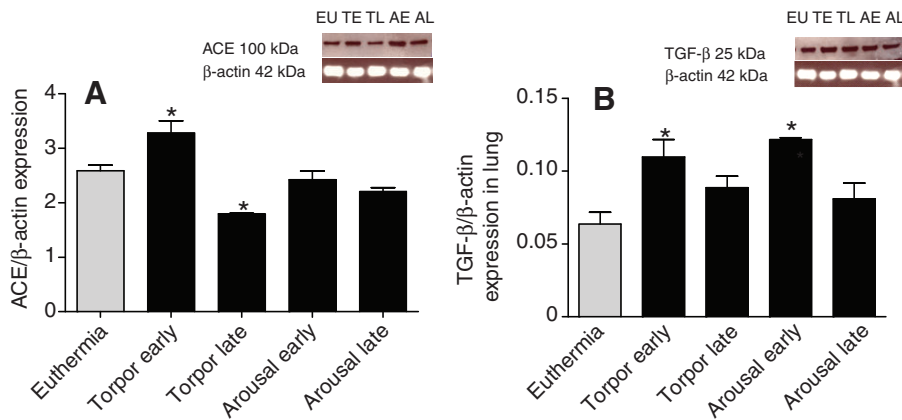 EU TE TL AE AL
ACE 100 kDa
β-actin 42 kDa
A
ACE/β-actin expression
4
3
2
1
0
*
*
Euthermia
Torpor early
Torpor late
Arousal early
Arousal late
EU TE TL AE AL
TGF-β 25 kDa
β-actin 42 kDa
B
TGF-β/β-actin
expression in lung
0.15
0.10
0.05
0
*
*
Euthermia
Torpor early
Torpor late
Arousal early
Arousal late